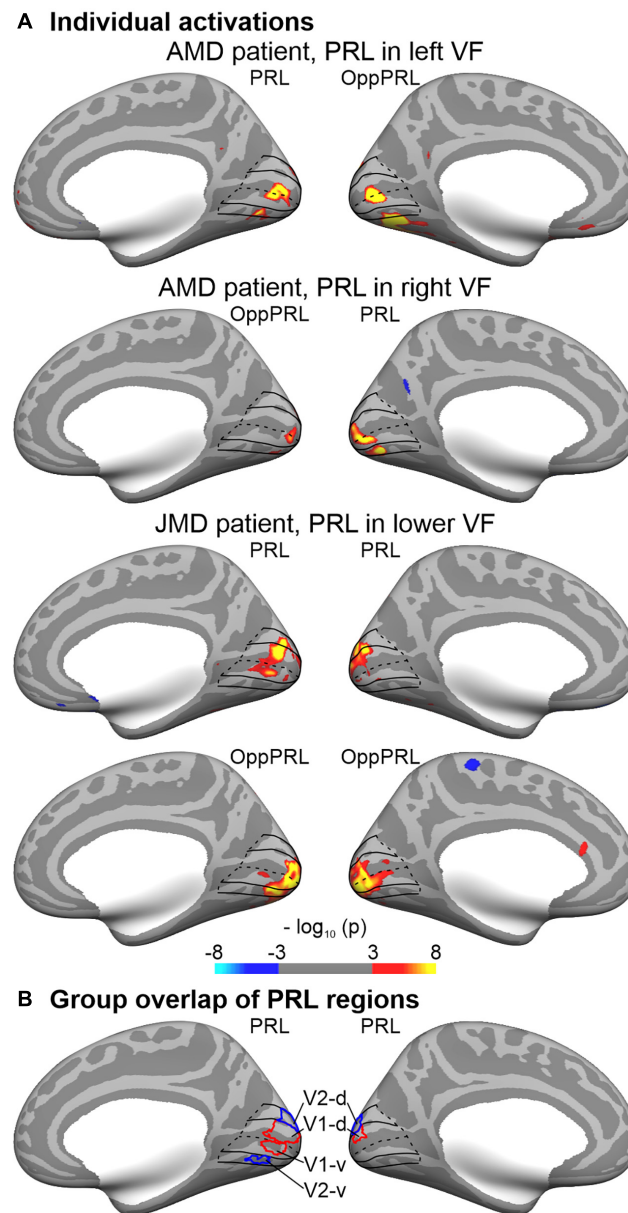 A Individual activations
AMD patient, PRL in left VF
PRL OppPRL
AMD patient, PRL in right VF
OppPRL PRL
JMD patient, PRL in lower VF
PRL PRL
OppPRL OppPRL
- log₁₀ (p)
-8 -3 3 8
B Group overlap of PRL regions
PRL PRL
V2-d
V1-d
V1-v
V2-v